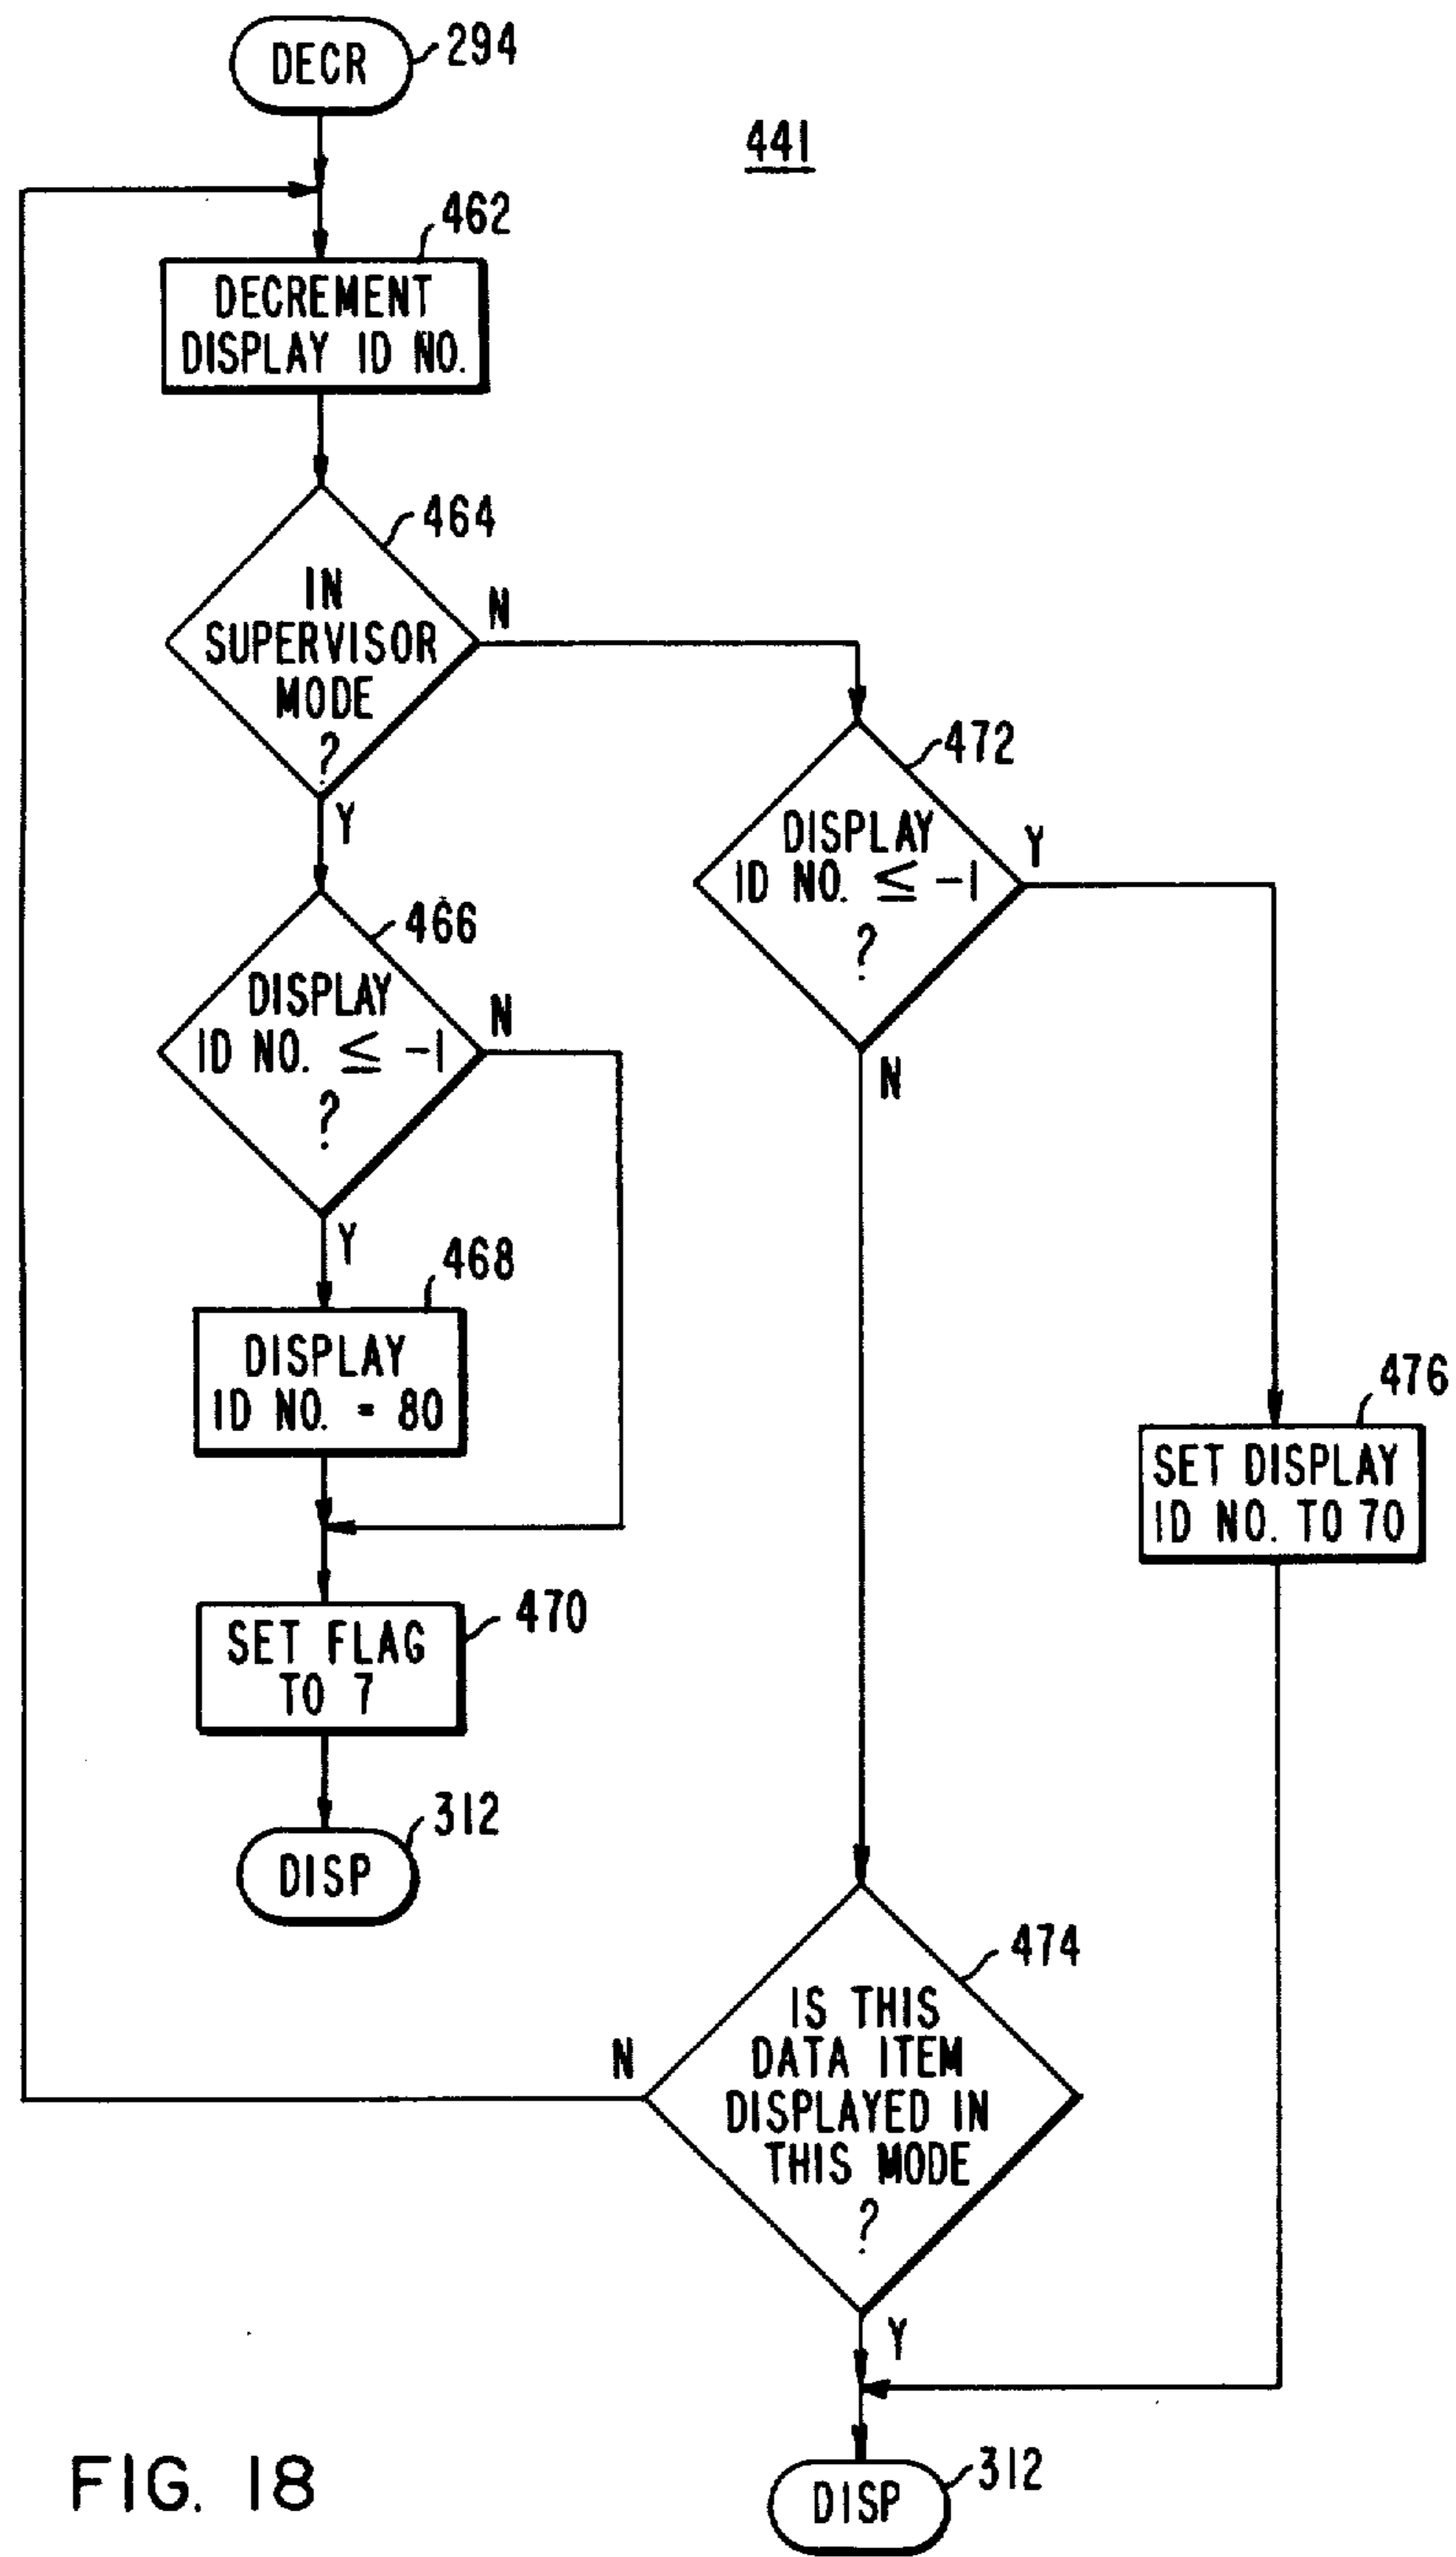 DECR
294
441
462
DECREMENT
DISPLAY ID NO.
464
IN
SUPERVISOR
MODE
?
N
Y
472
DISPLAY
ID NO. ≦ -1
?
Y
N
466
DISPLAY
ID NO. ≦ -1
?
N
Y
468
DISPLAY
ID NO. = 80
476
SET DISPLAY
ID NO. TO 70
470
SET FLAG
TO 7
312
DISP
474
IS THIS
DATA ITEM
DISPLAYED IN
THIS MODE
?
N
Y
312
DISP
FIG. 18